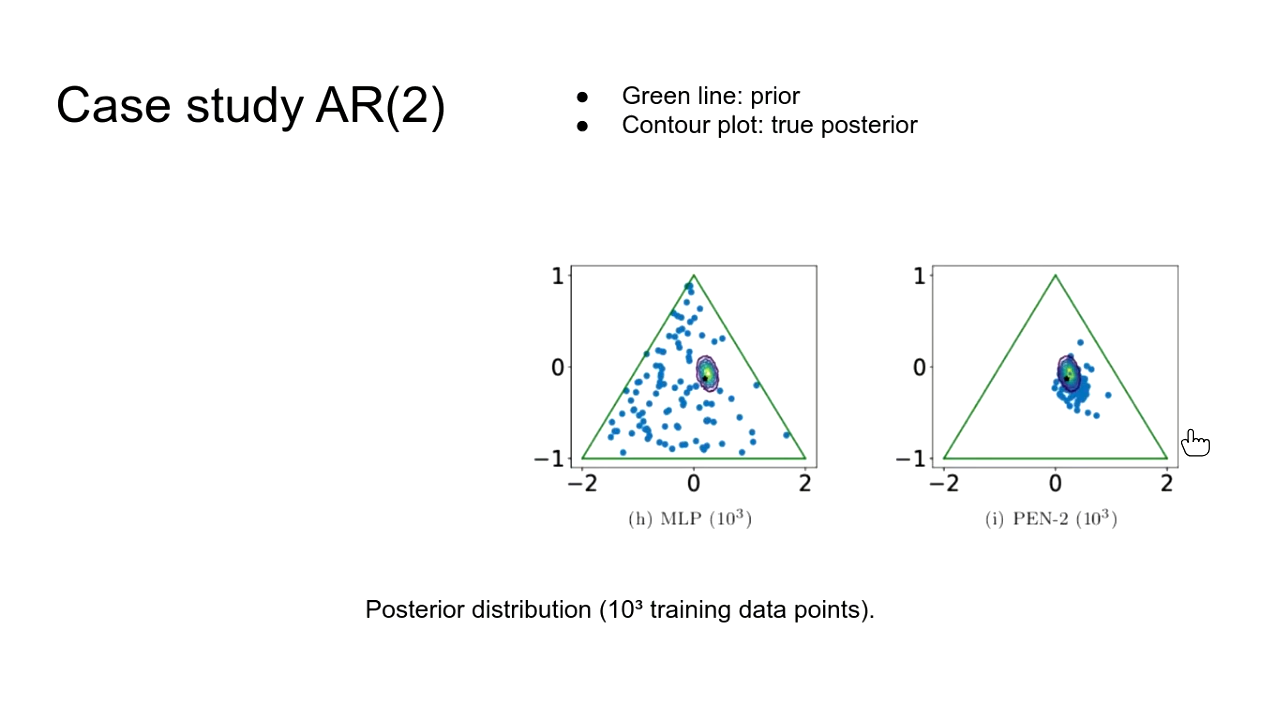 Case study AR(2)
● Green line: prior
● Contour plot: true posterior
1
0
−1
−2 0 2
(h) MLP (10³)
1
0
−1
−2 0 2
(i) PEN-2 (10³)
Posterior distribution (10³ training data points).